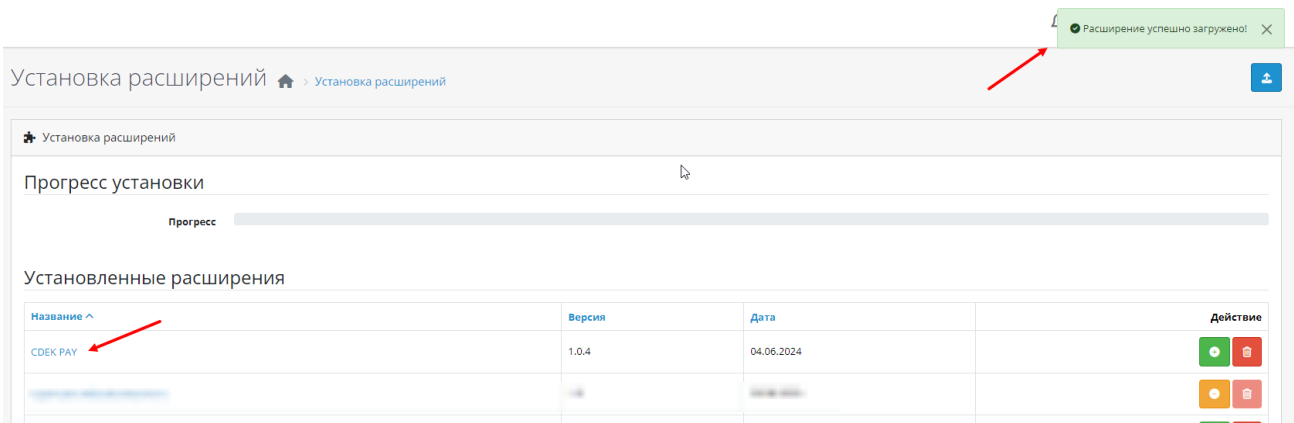 Расширение успешно загружено!
Установка расширений > Установка расширений
Установка расширений
Прогресс установки
Прогресс
Установленные расширения
Название Версия Дата Действие
CDEK PAY 1.0.4 04.06.2024